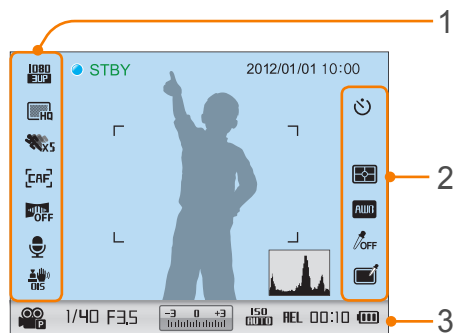 1
1080
30P
STBY
2012/01/01 10:00
HQ
x5
CAF
OFF
OIS
2
AWB
OFF
P
1/40 F3.5
-3 0 +3
ISO
AUTO
AEL 00:10
3